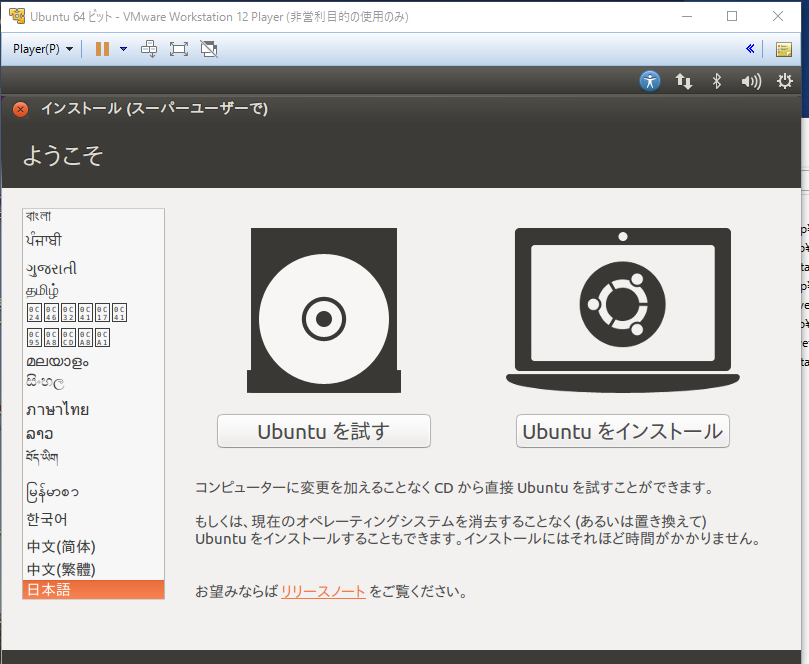 Ubuntu 64 ビット - VMware Workstation 12 Player (非営利目的の使用のみ)
Player(P)
インストール (スーパーユーザーで)
ようこそ
বাংলা
ਪੰਜਾਬੀ
ગુજરાતી
தமிழ்
0C24 0C46 0C32 0C41 0C17 0C41
0C95 0CA8 0CCD 0CA8 0CA1
മലയാളം
සිංහල
ภาษาไทย
ລາວ
བོད་ཡིག
မြန်မာစာ
한국어
中文(简体)
中文(繁體)
日本語
Ubuntu を試す
Ubuntu をインストール
コンピューターに変更を加えることなく CD から直接 Ubuntu を試すことができます。
もしくは、現在のオペレーティングシステムを消去することなく (あるいは置き換えて)
Ubuntu をインストールすることもできます。インストールにはそれほど時間がかかりません。
お望みならば リリースノート をご覧ください。